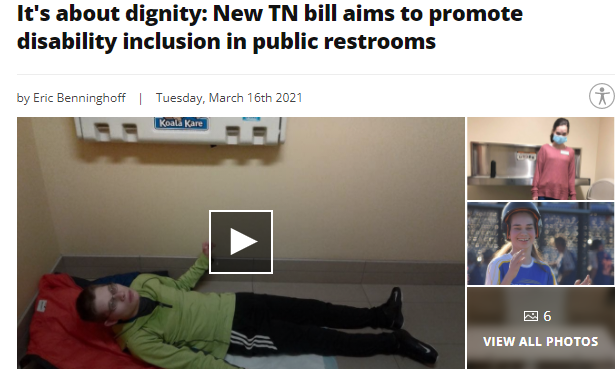 It's about dignity: New TN bill aims to promote
disability inclusion in public restrooms
by Eric Benninghoff | Tuesday, March 16th 2021
Koala Kare
6
VIEW ALL PHOTOS